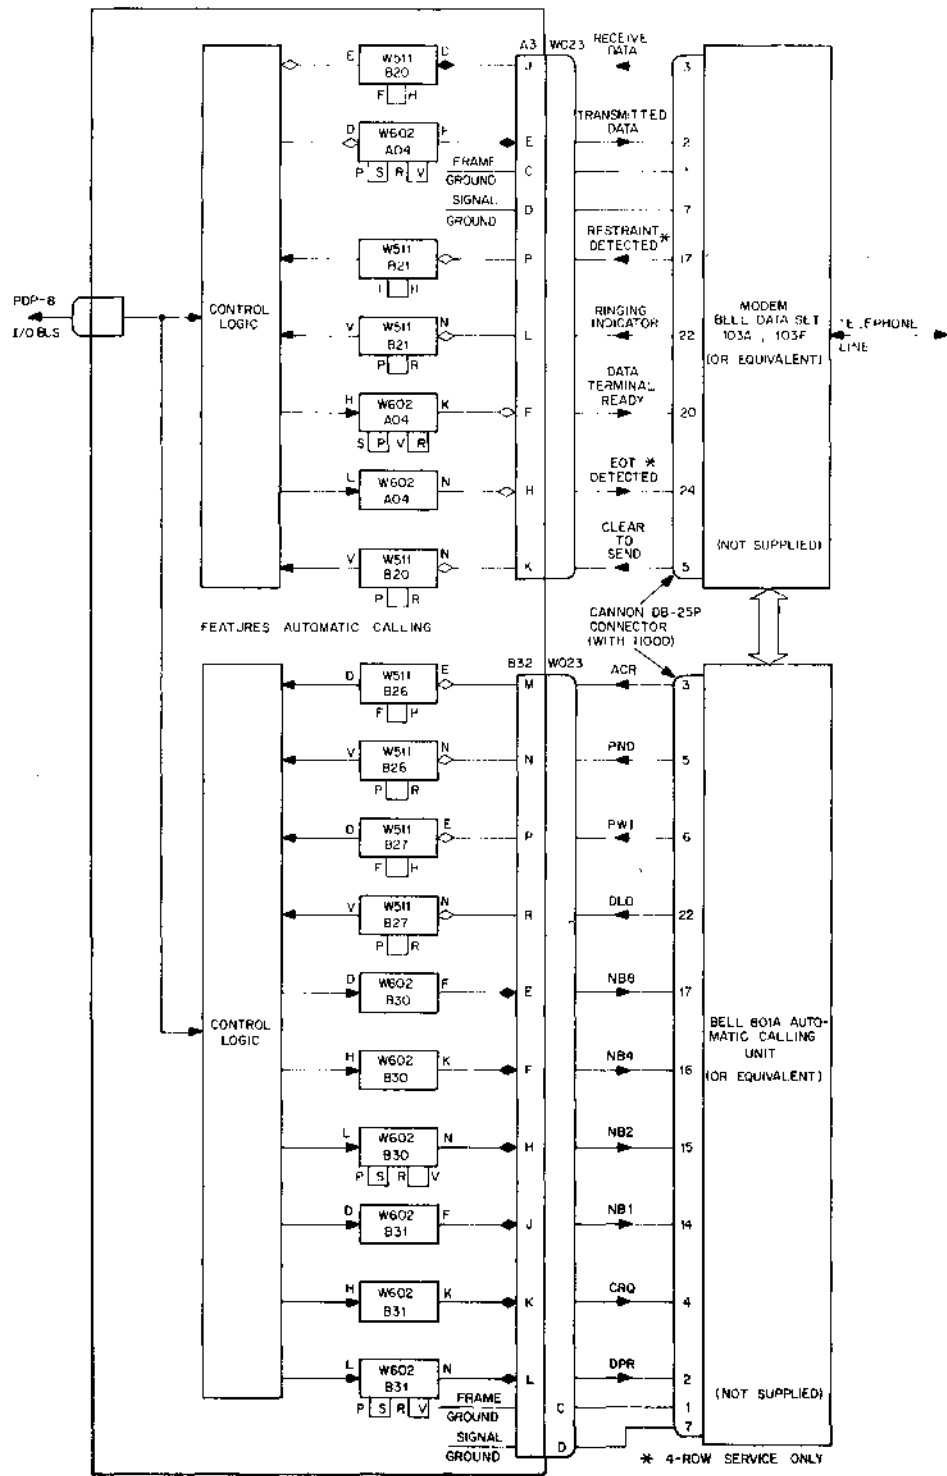 A3 W023
RECEIVE
DATA
E W511 D J 3
B20
F H
TRANSMITTED
DATA
D W602 E 2
A04
P S R V
FRAME
GROUND C
SIGNAL
GROUND D 7
RESTRAINT
DETECTED * 17
W511 P
B21
H
RINGING
INDICATOR
V W511 N L 22
B21
P R
PDP-8
I/O BUS
CONTROL
LOGIC
MODEM
BELL DATA SET
103A, 103F
(OR EQUIVALENT)
TELEPHONE
LINE
DATA
TERMINAL
READY
H W602 K F 20
A04
S P V R
EOT *
DETECTED
L W602 N H 24
A04
CLEAR
TO
SEND
(NOT SUPPLIED)
V W511 N K 5
B20
P R
FEATURES AUTOMATIC CALLING
CANNON DB-25P
CONNECTOR
(WITH HOOD)
B32 W023
D W511 E M ACR 3
B26
F H
V W511 N N PND 5
B26
P R
D W511 E P PWI 6
B27
F H
V W511 N R DLO 22
B27
P R
D W602 F E NB8 17
B30
CONTROL
LOGIC
BELL 801A AUTO-
MATIC CALLING
UNIT
(OR EQUIVALENT)
H W602 K F NB4 16
B30
L W602 N H NB2 15
B30
P S R V
D W602 F J NB1 14
B31
H W602 K K CRQ 4
B31
L W602 N L DPR 2
B31
P S R V
FRAME
GROUND C 1
(NOT SUPPLIED)
SIGNAL
GROUND D 7
* 4-ROW SERVICE ONLY